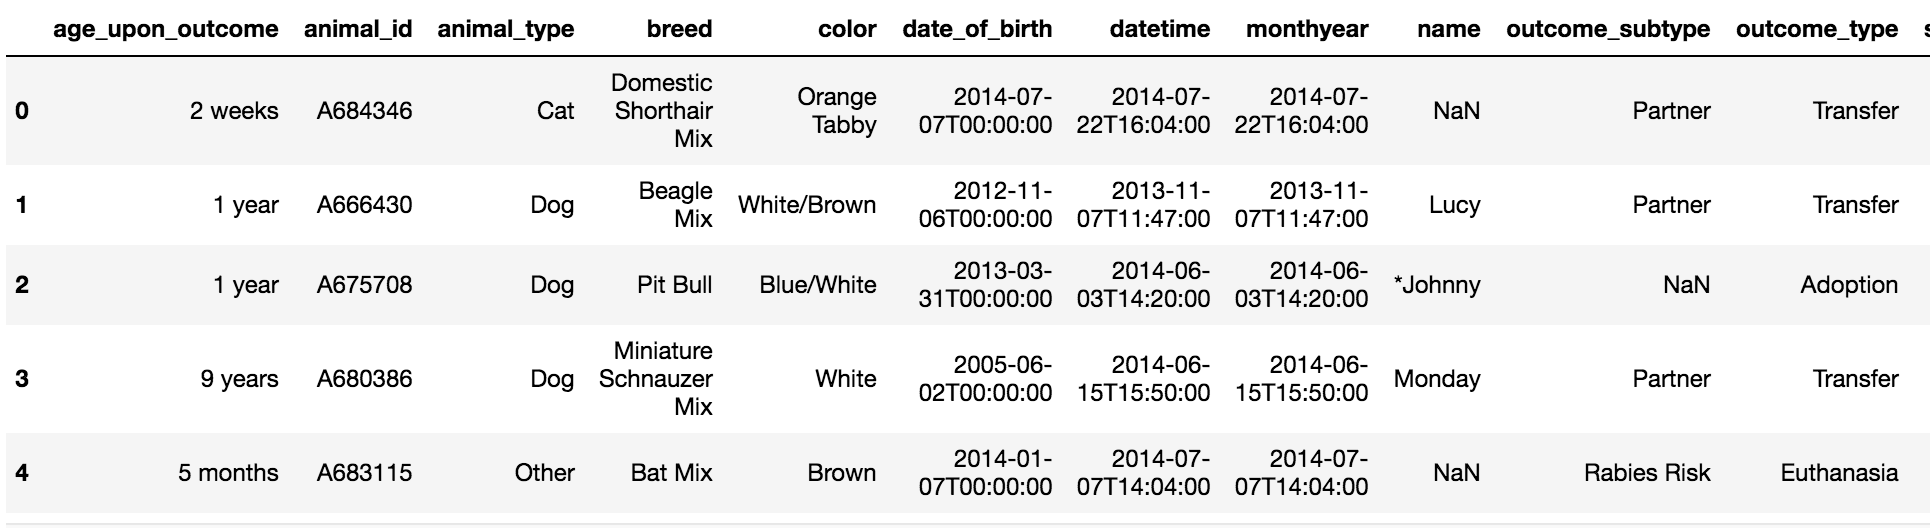 age_upon_outcome animal_id animal_type breed color date_of_birth datetime monthyear name outcome_subtype outcome_type
Domestic
0 2 weeks A684346 Cat Shorthair Orange 2014-07- 2014-07- 2014-07- NaN Partner Transfer
Mix Tabby 07T00:00:00 22T16:04:00 22T16:04:00
Beagle 2012-11- 2013-11- 2013-11-
1 1 year A666430 Dog Mix White/Brown 06T00:00:00 07T11:47:00 07T11:47:00 Lucy Partner Transfer
2013-03- 2014-06- 2014-06-
2 1 year A675708 Dog Pit Bull Blue/White 31T00:00:00 03T14:20:00 03T14:20:00 *Johnny NaN Adoption
Miniature
3 9 years A680386 Dog Schnauzer White 2005-06- 2014-06- 2014-06- Monday Partner Transfer
Mix 02T00:00:00 15T15:50:00 15T15:50:00
2014-01- 2014-07- 2014-07-
4 5 months A683115 Other Bat Mix Brown 07T00:00:00 07T14:04:00 07T14:04:00 NaN Rabies Risk Euthanasia